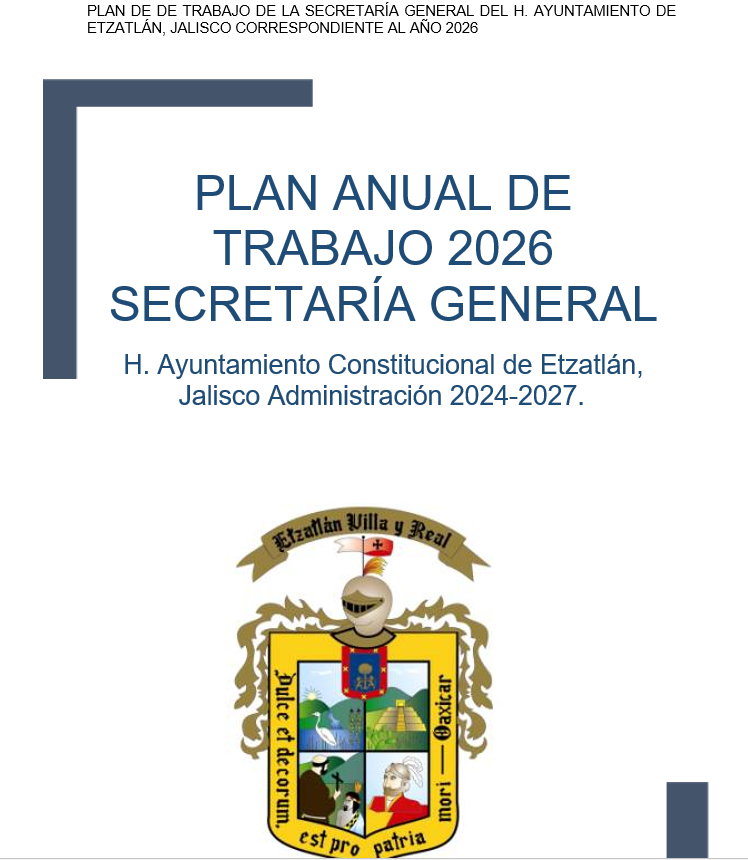 PLAN DE DE TRABAJO DE LA SECRETARÍA GENERAL DEL H. AYUNTAMIENTO DE
ETZATLÁN, JALISCO CORRESPONDIENTE AL AÑO 2026
PLAN ANUAL DE
TRABAJO 2026
SECRETARÍA GENERAL
H. Ayuntamiento Constitucional de Etzatlán,
Jalisco Administración 2024-2027.
Etzatlán Villa y Real
Dulce et decorum,
est pro patria
mori — Oaxicar